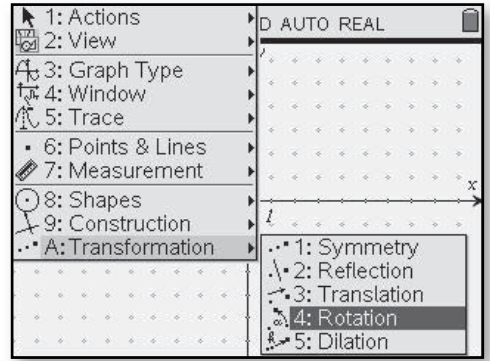 1: Actions
2: View
3: Graph Type
4: Window
5: Trace
6: Points & Lines
7: Measurement
8: Shapes
9: Construction
A: Transformation
D AUTO REAL
x
1
1: Symmetry
2: Reflection
3: Translation
4: Rotation
5: Dilation